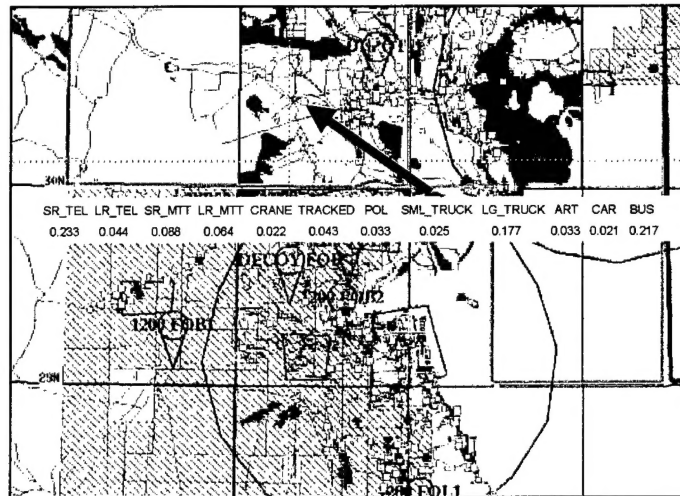 DEPOT
30N
SR_TEL LR_TEL SR_MTT LR_MTT CRANE TRACKED POL SML_TRUCK LG_TRUCK ART CAR BUS
0.233 0.044 0.088 0.064 0.022 0.043 0.033 0.025 0.177 0.033 0.021 0.217
DECOY FOB
1200 FOB1
29N